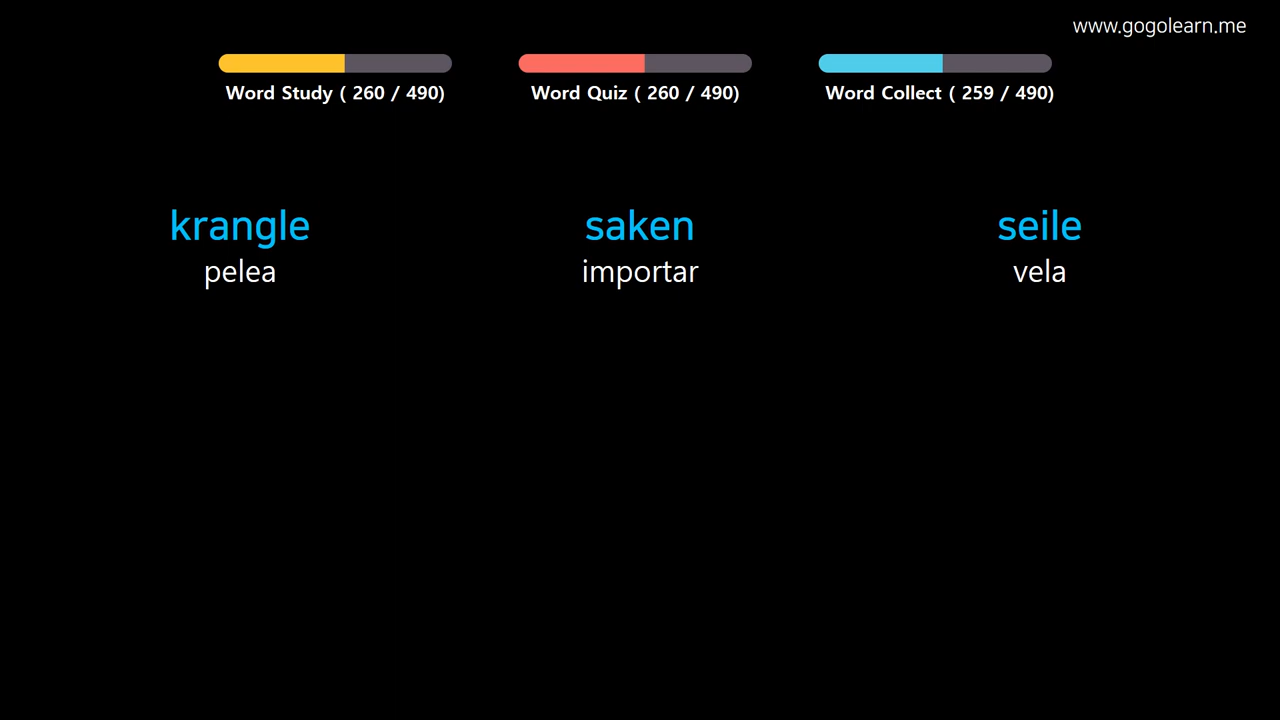 www.gogolearn.me
Word Study ( 260 / 490)
Word Quiz ( 260 / 490)
Word Collect ( 259 / 490)
krangle
pelea
saken
importar
seile
vela